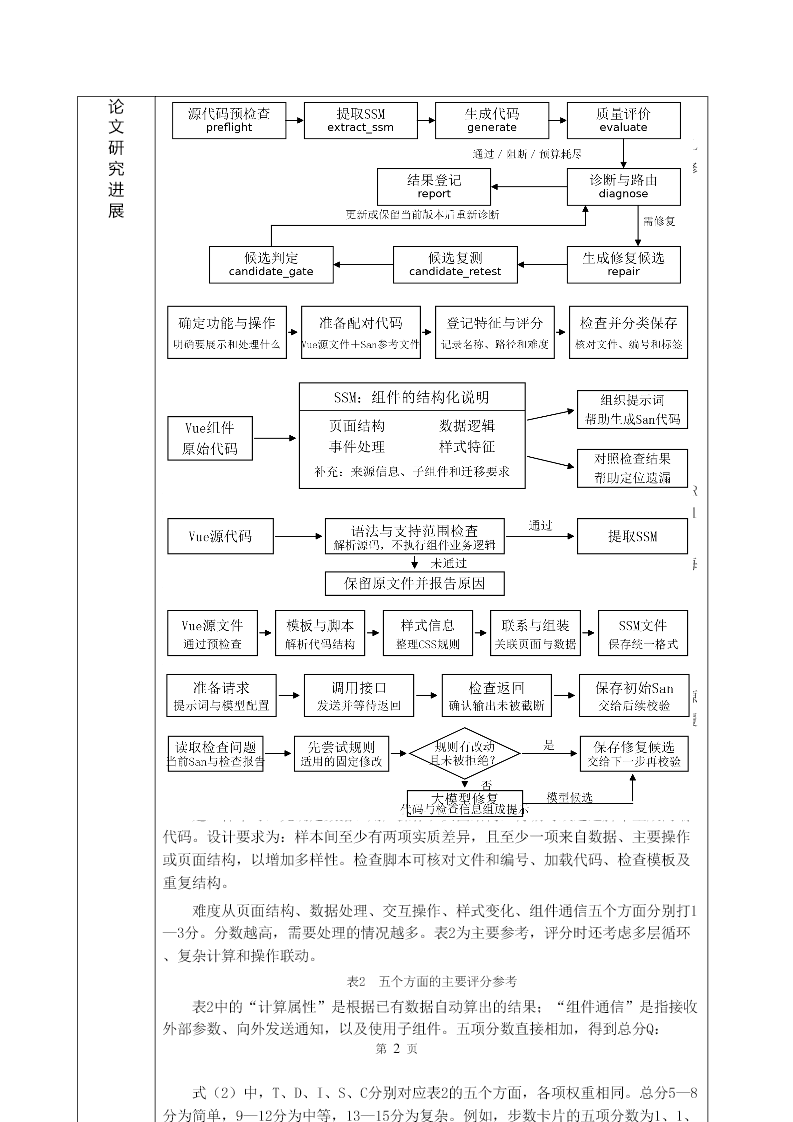 论
文
研
究
进
展
源代码预检查
preflight
提取SSM
extract_ssm
生成代码
generate
质量评价
evaluate
通过 / 阻断 / 预算耗尽
结果登记
report
诊断与路由
diagnose
更新或保留当前版本后重新诊断
需修复
候选判定
candidate_gate
候选复测
candidate_retest
生成修复候选
repair
确定功能与操作
明确要展示和处理什么
准备配对代码
Vue源文件＋San参考文件
登记特征与评分
记录名称、路径和难度
检查并分类保存
核对文件、编号和标签
Vue组件
原始代码
SSM：组件的结构化说明
页面结构
数据逻辑
事件处理
样式特征
补充：来源信息、子组件和迁移要求
组织提示词
帮助生成San代码
对照检查结果
帮助定位遗漏
Vue源代码
语法与支持范围检查
解析源码，不执行组件业务逻辑
通过
提取SSM
未通过
保留原文件并报告原因
Vue源文件
通过预检查
模板与脚本
解析代码结构
样式信息
整理CSS规则
联系与组装
关联页面与数据
SSM文件
保存统一格式
准备请求
提示词与模型配置
调用接口
发送并等待返回
检查返回
确认输出未被截断
保存初始San
交给后续校验
读取检查问题
当前San与检查报告
先尝试规则
适用的固定修改
规则有改动
且未被拒绝？
是
保存修复候选
交给下一步再校验
否
大模型修复
代码与检查信息组成提示
模型候选
代码。设计要求为：样本间至少有两项实质差异，且至少一项来自数据、主要操作
或页面结构，以增加多样性。检查脚本可核对文件和编号、加载代码、检查模板及
重复结构。
难度从页面结构、数据处理、交互操作、样式变化、组件通信五个方面分别打1
—3分。分数越高，需要处理的情况越多。表2为主要参考，评分时还考虑多层循环
、复杂计算和操作联动。
表2　五个方面的主要评分参考
表2中的“计算属性”是根据已有数据自动算出的结果；“组件通信”是指接收
外部参数、向外发送通知，以及使用子组件。五项分数直接相加，得到总分Q：
第 2 页
式（2）中，T、D、I、S、C分别对应表2的五个方面，各项权重相同。总分5—8
分为简单，9—12分为中等，13—15分为复杂。例如，步数卡片的五项分数为1、1、